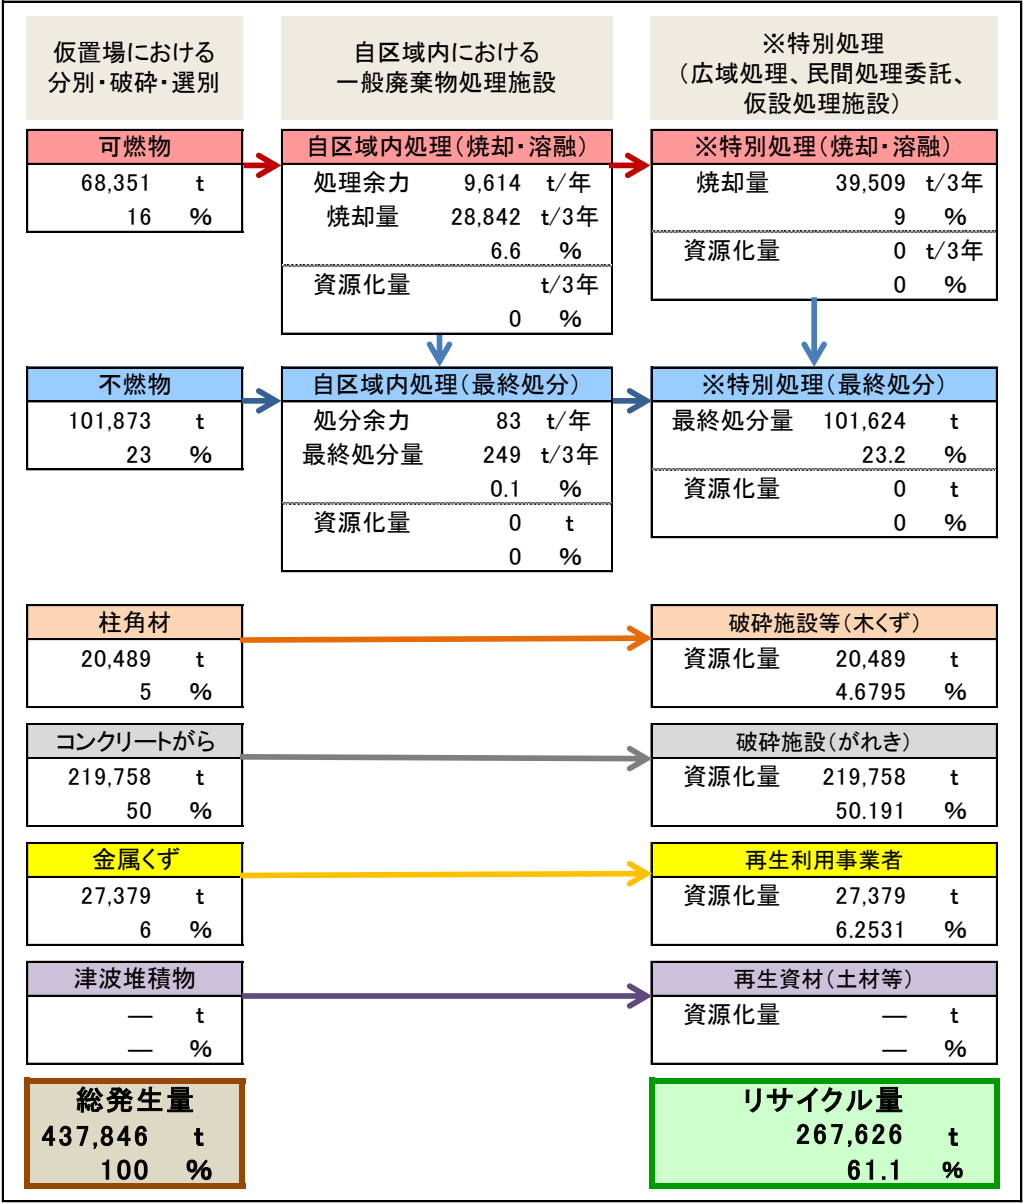 仮置場における
分別・破砕・選別
自区域内における
一般廃棄物処理施設
※特別処理
（広域処理、民間処理委託、
仮設処理施設）
可燃物
68,351 t
16 %
自区域内処理（焼却・溶融）
処理余力 9,614 t/年
焼却量 28,842 t/3年
6.6 %
資源化量 t/3年
0 %
※特別処理（焼却・溶融）
焼却量 39,509 t/3年
9 %
資源化量 0 t/3年
0 %
不燃物
101,873 t
23 %
自区域内処理（最終処分）
処分余力 83 t/年
最終処分量 249 t/3年
0.1 %
資源化量 0 t
0 %
※特別処理（最終処分）
最終処分量 101,624 t
23.2 %
資源化量 0 t
0 %
柱角材
20,489 t
5 %
破砕施設等（木くず）
資源化量 20,489 t
4.6795 %
コンクリートがら
219,758 t
50 %
破砕施設（がれき）
資源化量 219,758 t
50.191 %
金属くず
27,379 t
6 %
再生利用事業者
資源化量 27,379 t
6.2531 %
津波堆積物
― t
― %
再生資材（土材等）
資源化量 ― t
― %
総発生量
437,846 t
100 %
リサイクル量
267,626 t
61.1 %